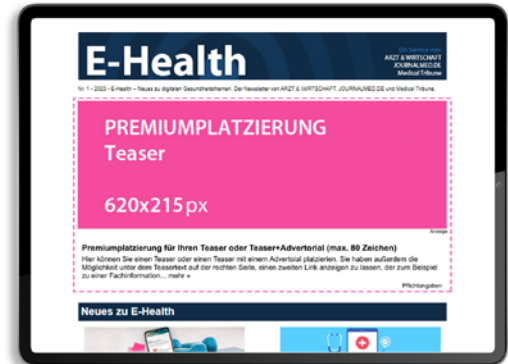 E-Health
Ein Service von:
ARZT & WIRTSCHAFT
JOURNALMED.DE
Medical Tribune
Nr. 1 – 2023 - E-Health – Neues zu digitalen Gesundheitsthemen. Der Newsletter von ARZT & WIRTSCHAFT, JOURNALMED.DE und Medical Tribune.
PREMIUMPLATZIERUNG
Teaser
620x215px
Anzeige
Premiumplatzierung für Ihren Teaser oder Teaser+Advertorial (max. 80 Zeichen)
Hier können Sie einen Teaser oder einen Teaser mit einem Advertorial platzieren. Sie haben außerdem die
Möglichkeit unter dem Teasertext auf der rechten Seite, einen zweiten Link anzeigen zu lassen, der zum Beispiel
zu einer Fachinformation... mehr »
Pflichtangaben
Neues zu E-Health